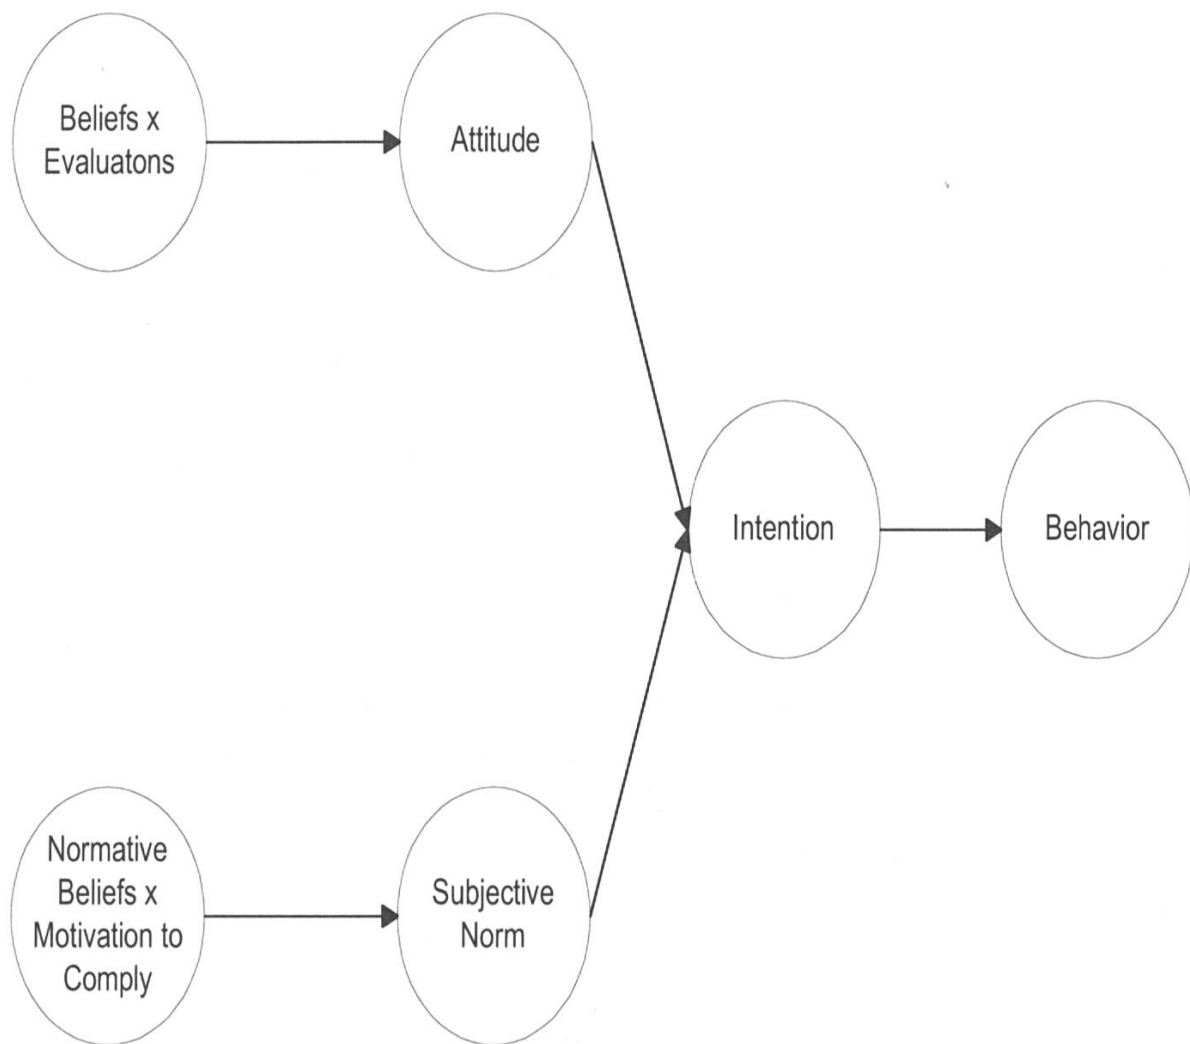 Beliefs x
Evaluatons
Attitude
Intention
Behavior
Normative
Beliefs x
Motivation to
Comply
Subjective
Norm